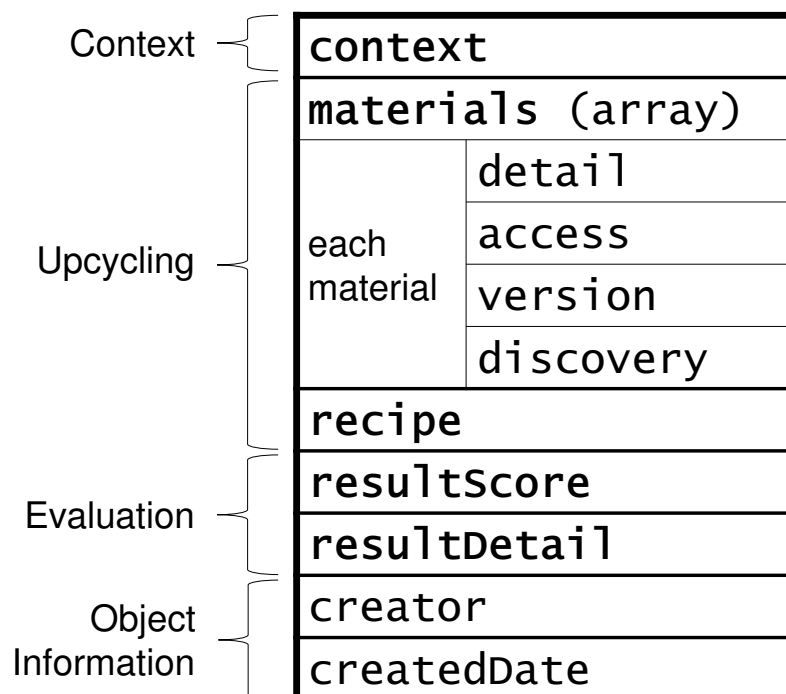 Context
context
materials (array)
Upcycling
each
material
detail
access
version
discovery
recipe
Evaluation
resultScore
resultDetail
Object
Information
creator
createdDate